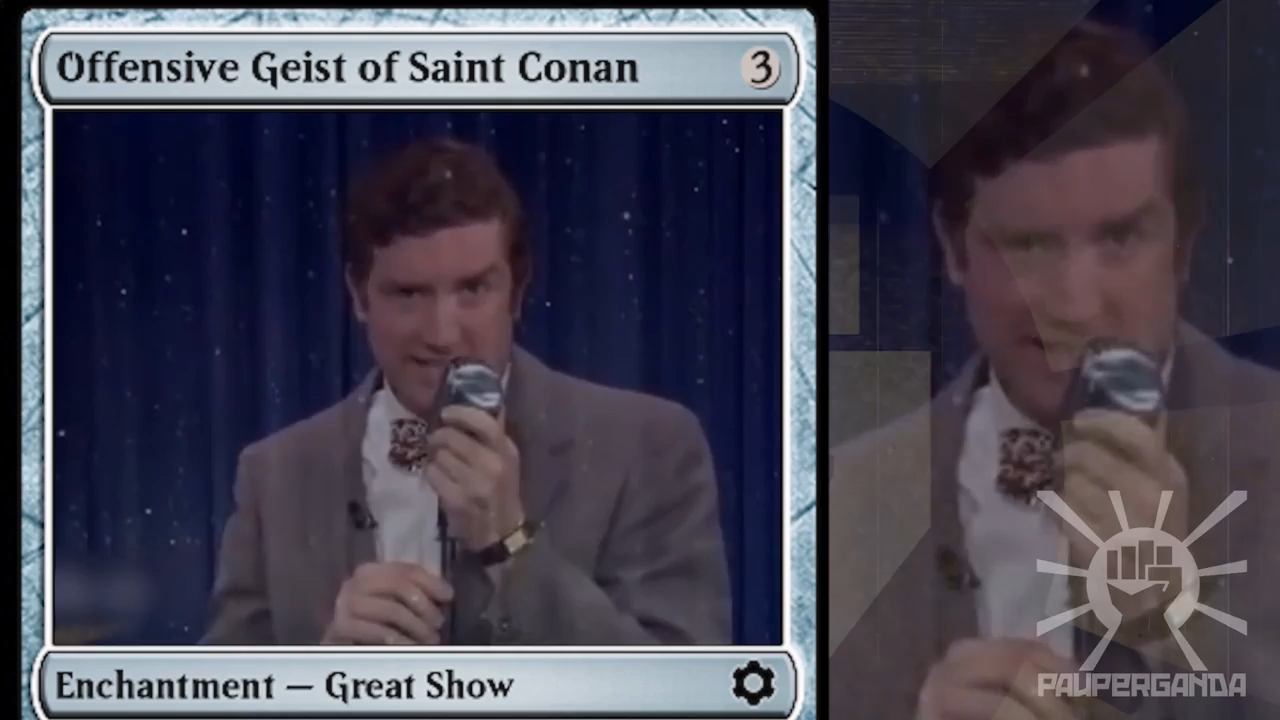 Offensive Geist of Saint Conan 3
Enchantment — Great Show
PAUPERGANDA